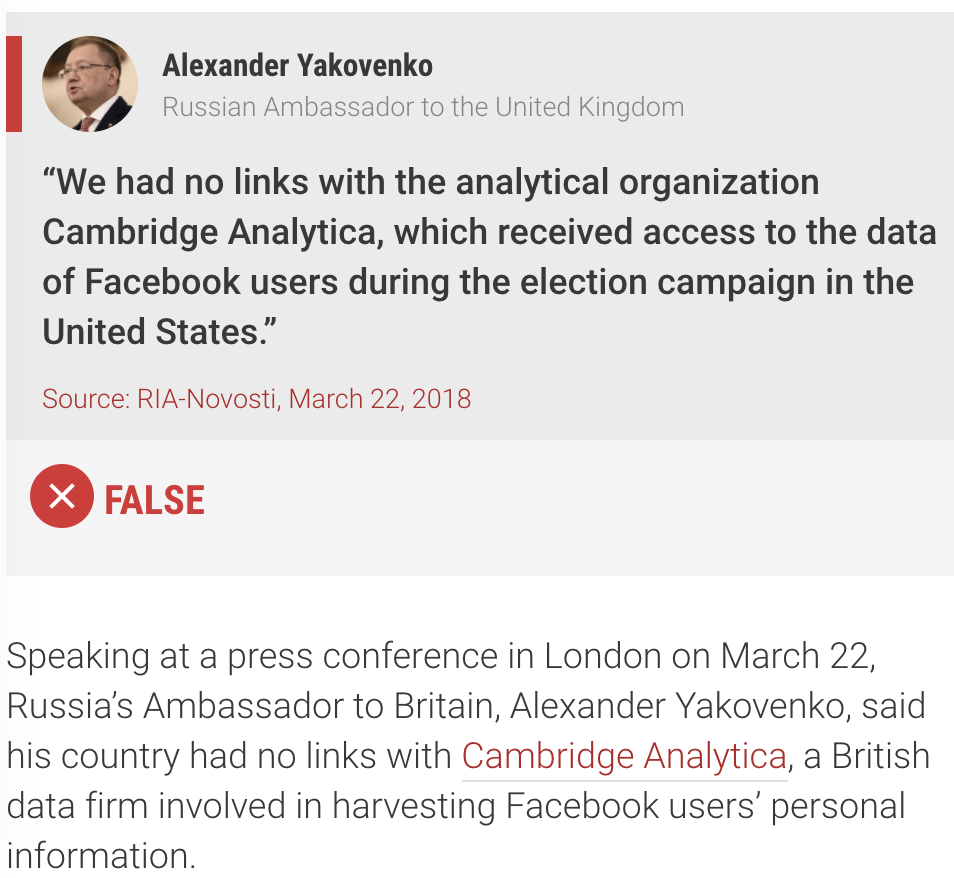 Alexander Yakovenko
Russian Ambassador to the United Kingdom
“We had no links with the analytical organization
Cambridge Analytica, which received access to the data
of Facebook users during the election campaign in the
United States.”
Source: RIA-Novosti, March 22, 2018
FALSE
Speaking at a press conference in London on March 22,
Russia’s Ambassador to Britain, Alexander Yakovenko, said
his country had no links with Cambridge Analytica, a British
data firm involved in harvesting Facebook users’ personal
information.